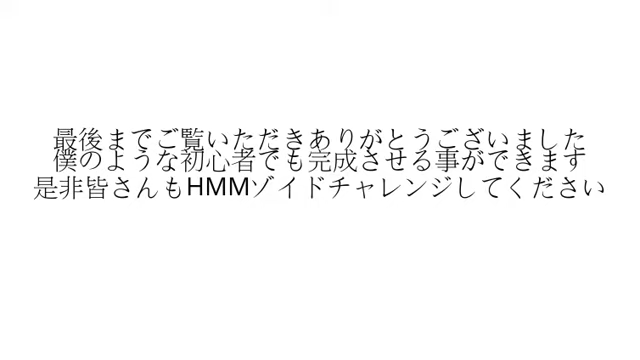 最後までご覧いただきありがとうございました
僕のような初心者でも完成させる事ができます
是非皆さんもHMMゾイドチャレンジしてください